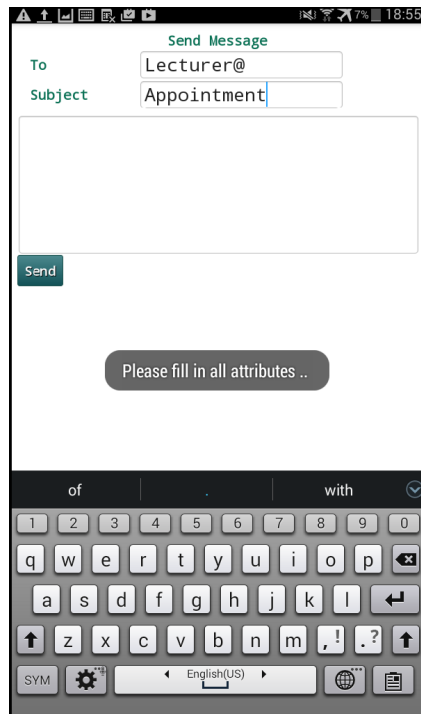 7% 18:55
Send Message
To Lecturer@
Subject Appointment
Send
Please fill in all attributes ..
of . with
1 2 3 4 5 6 7 8 9 0
q w e r t y u i o p
a s d f g h j k l
z x c v b n m , ! . ?
SYM English(US)